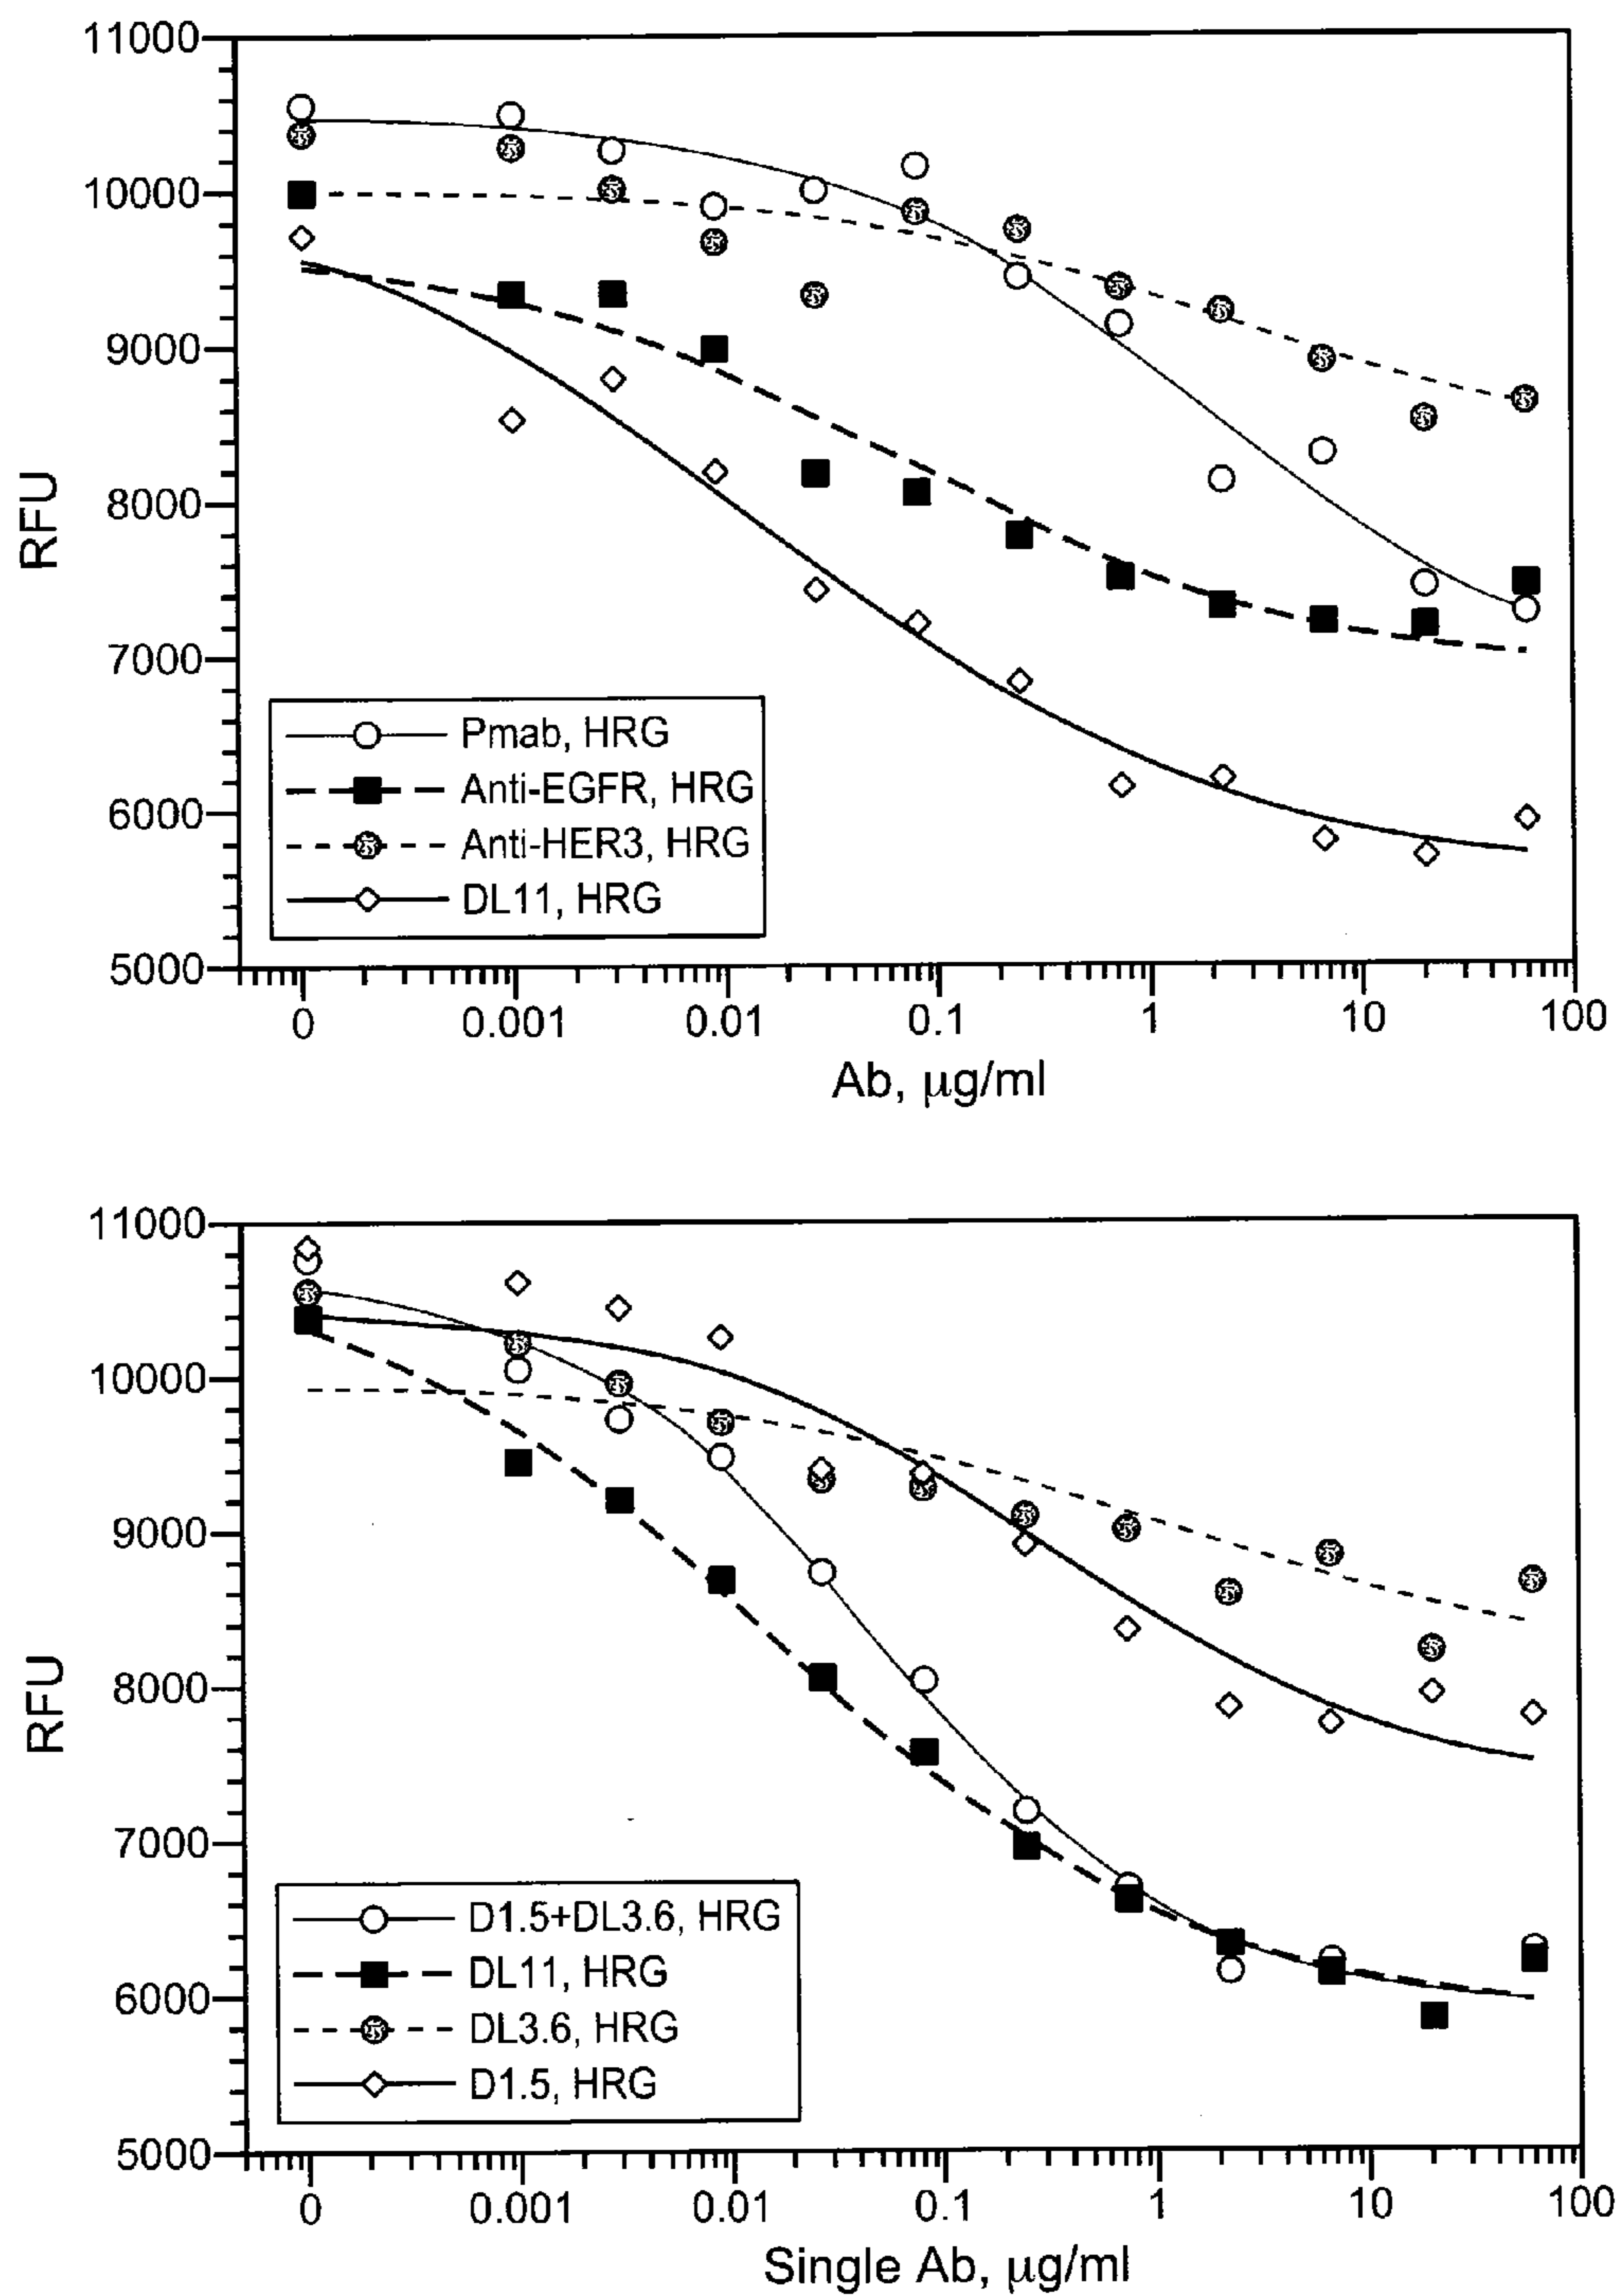 11000
10000
9000
8000
7000
6000
5000
RFU
Pmab, HRG
Anti-EGFR, HRG
Anti-HER3, HRG
DL11, HRG
0 0.001 0.01 0.1 1 10 100
Ab, μg/ml
11000
10000
9000
8000
7000
6000
5000
RFU
D1.5+DL3.6, HRG
DL11, HRG
DL3.6, HRG
D1.5, HRG
0 0.001 0.01 0.1 1 10 100
Single Ab, μg/ml